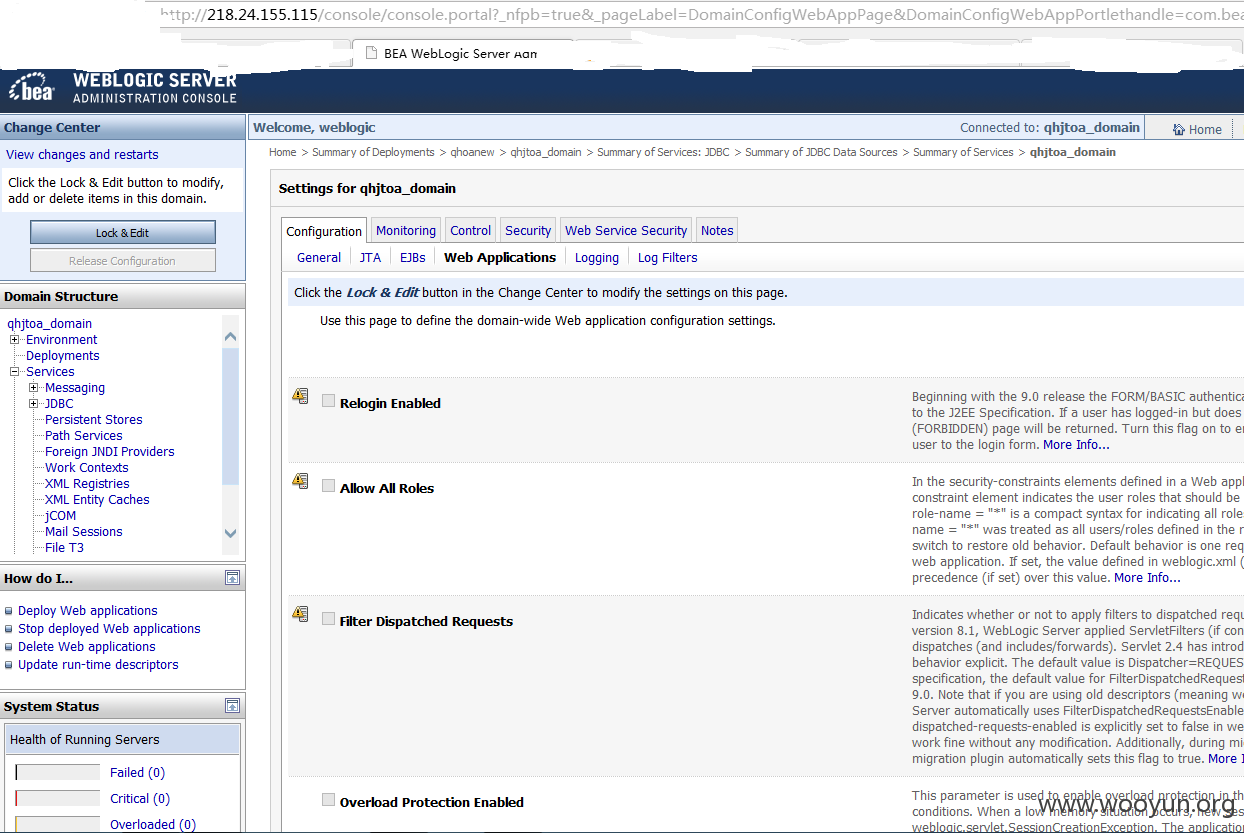 http://218.24.155.115/console/console.portal?_nfpb=true&_pageLabel=DomainConfigWebAppPage&DomainConfigWebAppPortlethandle=com.bea
BEA WebLogic Server Adm
bea
WEBLOGIC SERVER
ADMINISTRATION CONSOLE
Change Center
View changes and restarts
Click the Lock & Edit button to modify,
add or delete items in this domain.
Lock & Edit
Release Configuration
Domain Structure
qhjtoa_domain
Environment
Deployments
Services
Messaging
JDBC
Persistent Stores
Path Services
Foreign JNDI Providers
Work Contexts
XML Registries
XML Entity Caches
jCOM
Mail Sessions
File T3
How do I...
Deploy Web applications
Stop deployed Web applications
Delete Web applications
Update run-time descriptors
System Status
Health of Running Servers
Failed (0)
Critical (0)
Overloaded (0)
Welcome, weblogic
Connected to: qhjtoa_domain
Home
Home > Summary of Deployments > qhoanew > qhjtoa_domain > Summary of Services: JDBC > Summary of JDBC Data Sources > Summary of Services > qhjtoa_domain
Settings for qhjtoa_domain
Configuration Monitoring Control Security Web Service Security Notes
General JTA EJBs Web Applications Logging Log Filters
Click the Lock & Edit button in the Change Center to modify the settings on this page.
Use this page to define the domain-wide Web application configuration settings.
Relogin Enabled
Beginning with the 9.0 release the FORM/BASIC authentica
to the J2EE Specification. If a user has logged-in but does
(FORBIDDEN) page will be returned. Turn this flag on to e
user to the login form. More Info...
Allow All Roles
In the security-constraints elements defined in a Web appl
constraint element indicates the user roles that should be
role-name = "*" is a compact syntax for indicating all role
name = "*" was treated as all users/roles defined in the r
switch to restore old behavior. Default behavior is one req
web application. If set, the value defined in weblogic.xml (
precedence (if set) over this value. More Info...
Filter Dispatched Requests
Indicates whether or not to apply filters to dispatched requ
version 8.1, WebLogic Server applied ServletFilters (if con
dispatches (and includes/forwards). Servlet 2.4 has introd
behavior explicit. The default value is Dispatcher=REQUES
specification, the default value for FilterDispatchedRequest
9.0. Note that if you are using old descriptors (meaning we
Server automatically uses FilterDispatchedRequestsEnable
dispatched-requests-enabled is explicitly set to false in we
work fine without any modification. Additionally, during mi
migration plugin automatically sets this flag to true. More I
Overload Protection Enabled
This parameter is used to enable overload protection in th
conditions. When a low memory situation occurs, new ses
weblogic.servlet.SessionCreationException. The applicatio
www.wooyun.org